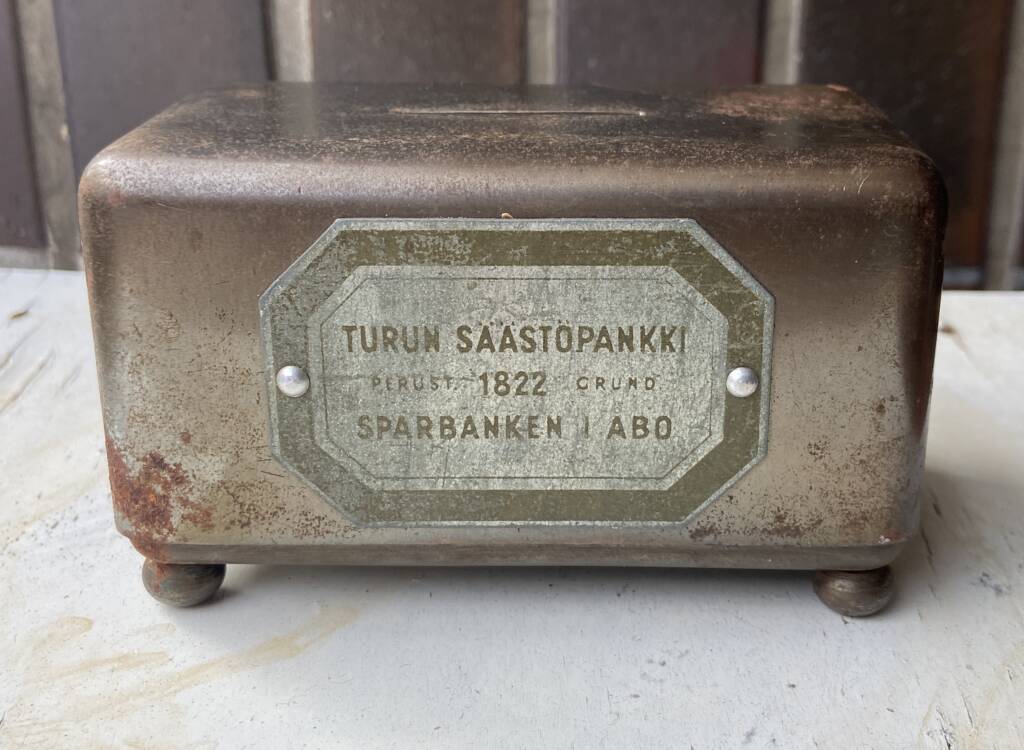 TURUN SÄÄSTÖPANKKI
PERUST. 1822 GRUND.
SPARBANKEN I ÅBO